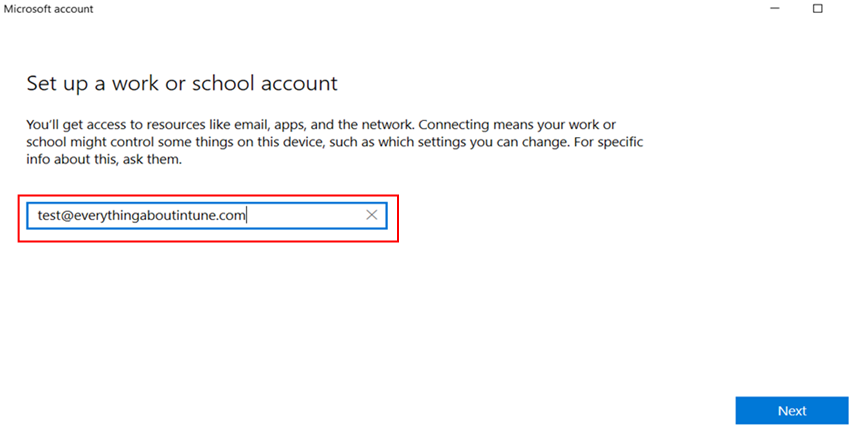 Microsoft account
Set up a work or school account
You'll get access to resources like email, apps, and the network. Connecting means your work or
school might control some things on this device, such as which settings you can change. For specific
info about this, ask them.
test@everythingaboutintune.com
Next